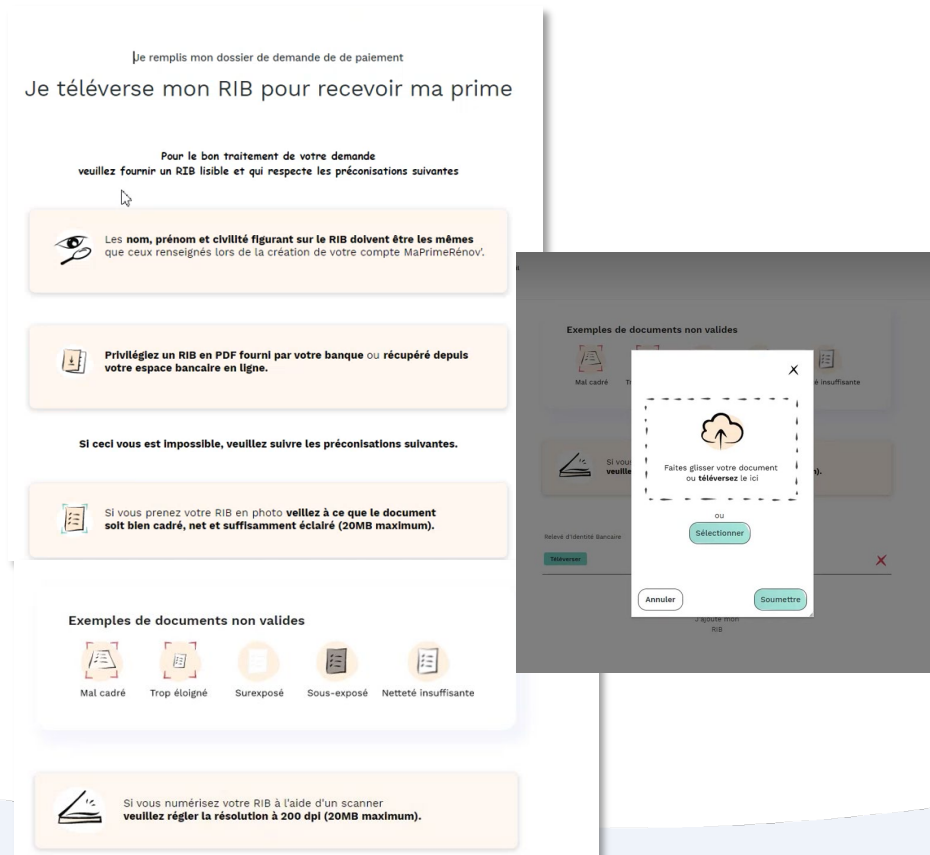 Je remplis mon dossier de demande de de paiement
Je téléverse mon RIB pour recevoir ma prime
Pour le bon traitement de votre demande
veuillez fournir un RIB lisible et qui respecte les préconisations suivantes
Les nom, prénom et civilité figurant sur le RIB doivent être les mêmes
que ceux renseignés lors de la création de votre compte MaPrimeRénov'.
Privilégiez un RIB en PDF fourni par votre banque ou récupéré depuis
votre espace bancaire en ligne.
Si ceci vous est impossible, veuillez suivre les préconisations suivantes.
Si vous prenez votre RIB en photo veillez à ce que le document
soit bien cadré, net et suffisamment éclairé (20MB maximum).
Exemples de documents non valides
Mal cadré
Trop éloigné
Surexposé
Sous-exposé
Netteté insuffisante
Si vous numérisez votre RIB à l'aide d'un scanner
veuillez régler la résolution à 200 dpi (20MB maximum).
Exemples de documents non valides
Mal cadré
insuffisante
Si vous
Faites glisser votre document
ou téléversez le ici
ou
Sélectionner
Relevé d'Identité Bancaire
Téléverser
Annuler
Soumettre
J'ajoute mon
RIB